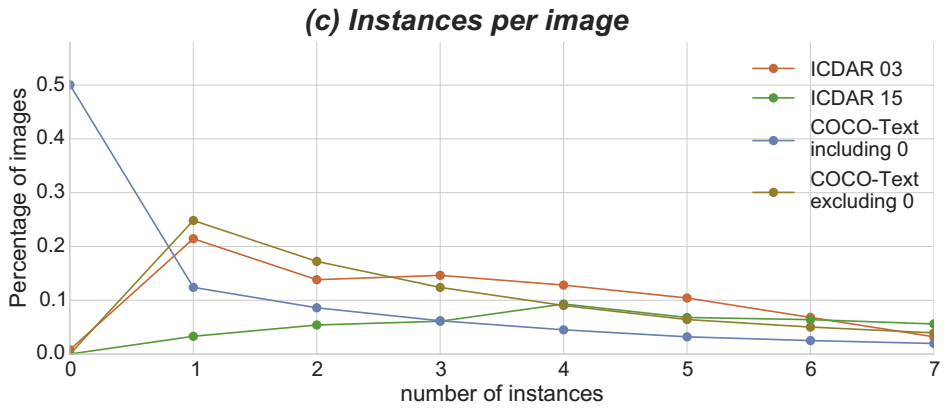 (c) Instances per image
Percentage of images
0.5
0.4
0.3
0.2
0.1
0.0
ICDAR 03
ICDAR 15
COCO-Text
including 0
COCO-Text
excluding 0
0 1 2 3 4 5 6 7
number of instances